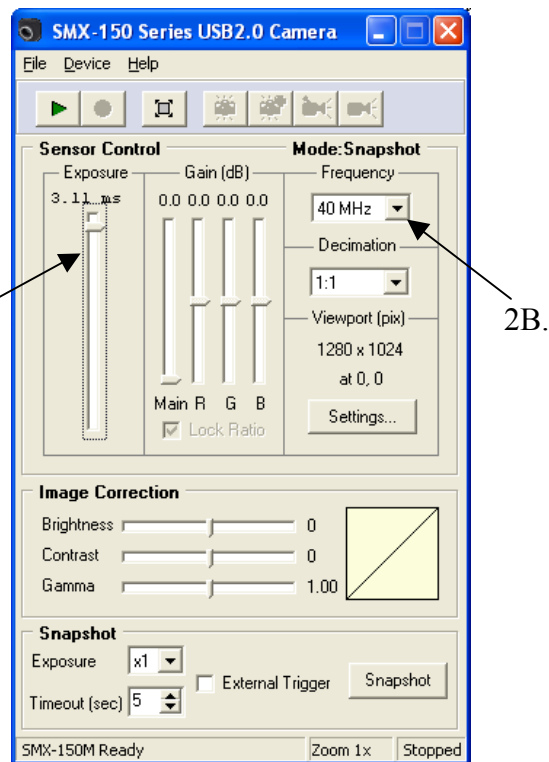 SMX-150 Series USB2.0 Camera
File Device Help
Sensor Control Mode:Snapshot
Exposure Gain (dB) Frequency
3.11 ms 0.0 0.0 0.0 0.0
40 MHz
Decimation
1:1
Viewport (pix)
1280 x 1024
at 0, 0
Main R G B
Settings...
Lock Ratio
2B.
Image Correction
Brightness 0
Contrast 0
Gamma 1.00
Snapshot
Exposure x1
External Trigger Snapshot
Timeout (sec) 5
SMX-150M Ready Zoom 1x Stopped